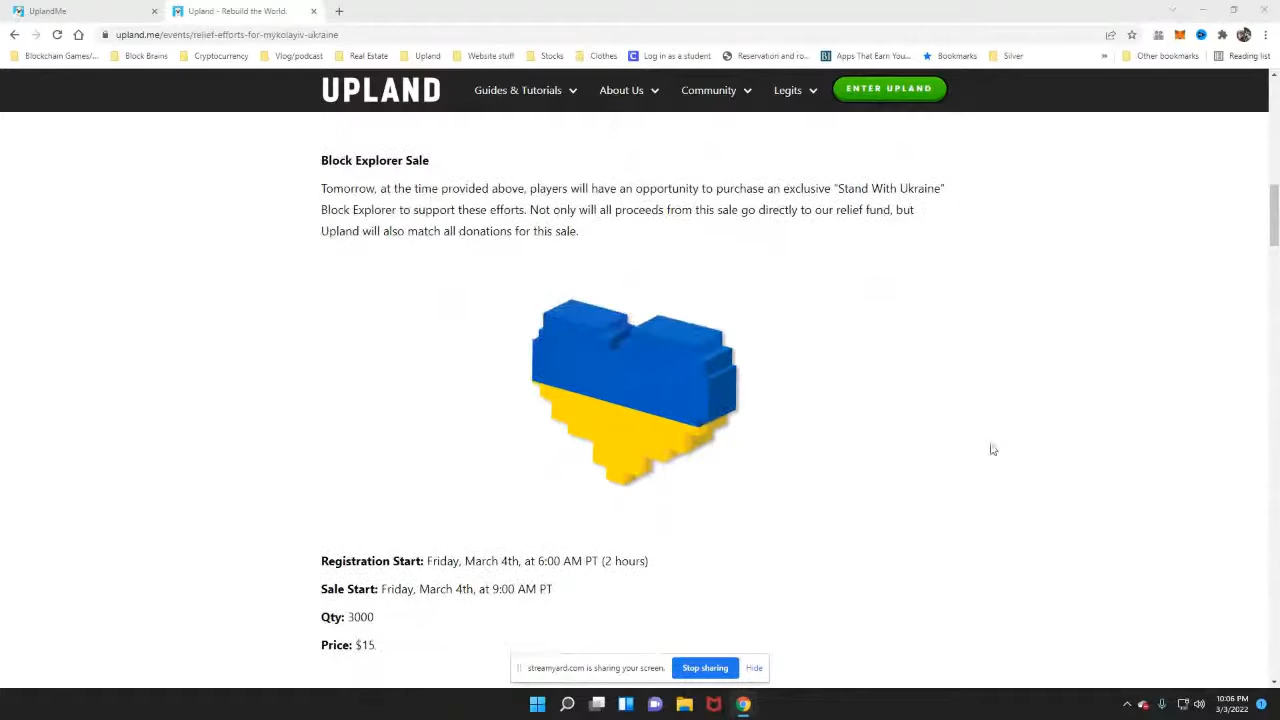 UplandMe
Upland - Rebuild the World.
upland.me/events/relief-efforts-for-mykolayiv-ukraine
Blockchain Games/... Block Brains Cryptocurrency Vlog/podcast Real Estate Upland Website stuff Stocks Clothes Log in as a student Reservation and ro... Apps That Earn You... Bookmarks Silver » Other bookmarks Reading list
UPLAND Guides & Tutorials About Us Community Legits ENTER UPLAND
Block Explorer Sale
Tomorrow, at the time provided above, players will have an opportunity to purchase an exclusive "Stand With Ukraine"
Block Explorer to support these efforts. Not only will all proceeds from this sale go directly to our relief fund, but
Upland will also match all donations for this sale.
Registration Start: Friday, March 4th, at 6:00 AM PT (2 hours)
Sale Start: Friday, March 4th, at 9:00 AM PT
Qty: 3000
Price: $15
streamyard.com is sharing your screen. Stop sharing Hide
10:06 PM
3/3/2022